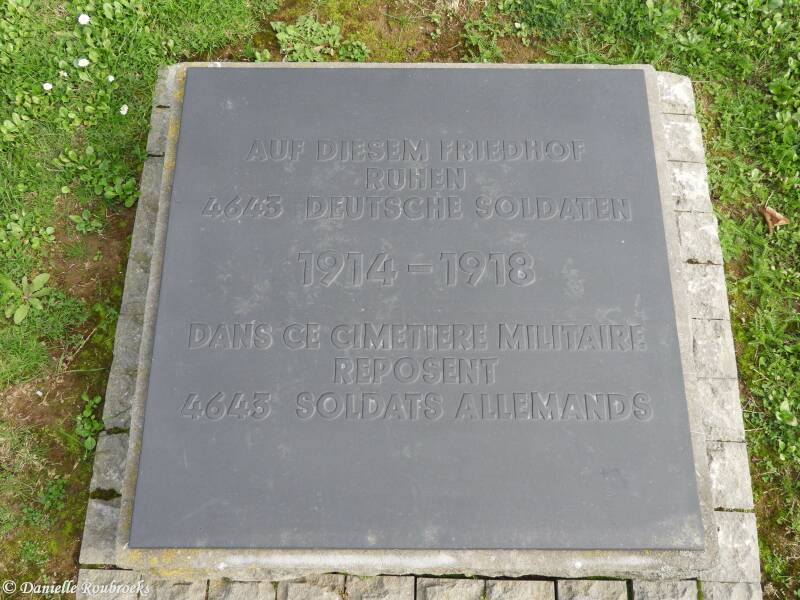 AUF DIESEM FRIEDHOF
RUHEN
4643 DEUTSCHE SOLDATEN
1914 – 1918
DANS CE CIMETIERE MILITAIRE
REPOSENT
4643 SOLDATS ALLEMANDS
© Danielle Roubroeks